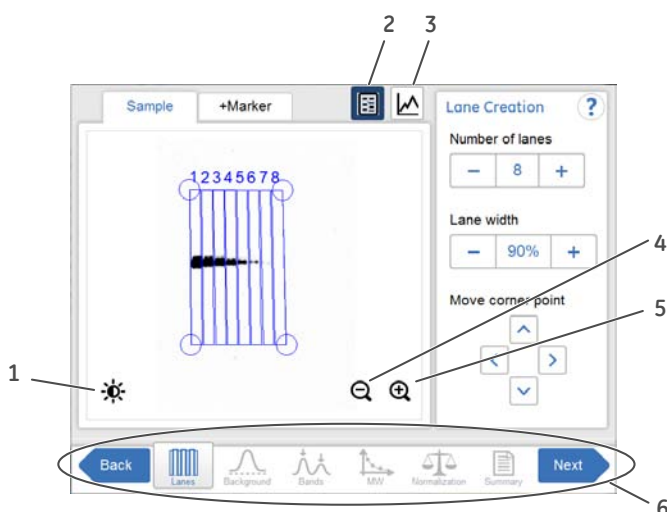 2 3
Sample +Marker
Lane Creation ?
Number of lanes
12345678
− 8 +
Lane width
− 90% +
4
Move corner point
5
1
Back Lanes Background Bands MW Normalization Summary Next
6